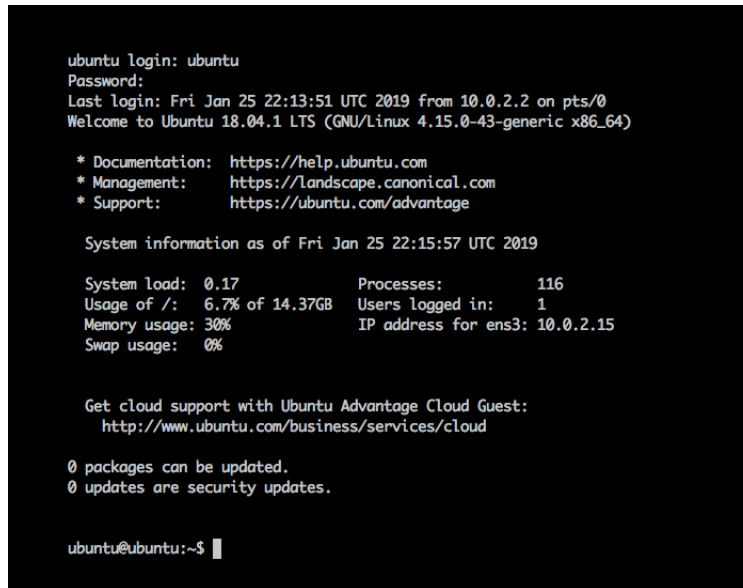 ubuntu login: ubuntu
Password:
Last login: Fri Jan 25 22:13:51 UTC 2019 from 10.0.2.2 on pts/0
Welcome to Ubuntu 18.04.1 LTS (GNU/Linux 4.15.0-43-generic x86_64)
* Documentation:  https://help.ubuntu.com
* Management:     https://landscape.canonical.com
* Support:        https://ubuntu.com/advantage
System information as of Fri Jan 25 22:15:57 UTC 2019
System load:  0.17               Processes:           116
Usage of /:   6.7% of 14.37GB   Users logged in:     1
Memory usage: 30%                IP address for ens3: 10.0.2.15
Swap usage:   0%
Get cloud support with Ubuntu Advantage Cloud Guest:
http://www.ubuntu.com/business/services/cloud
0 packages can be updated.
0 updates are security updates.
ubuntu@ubuntu:~$